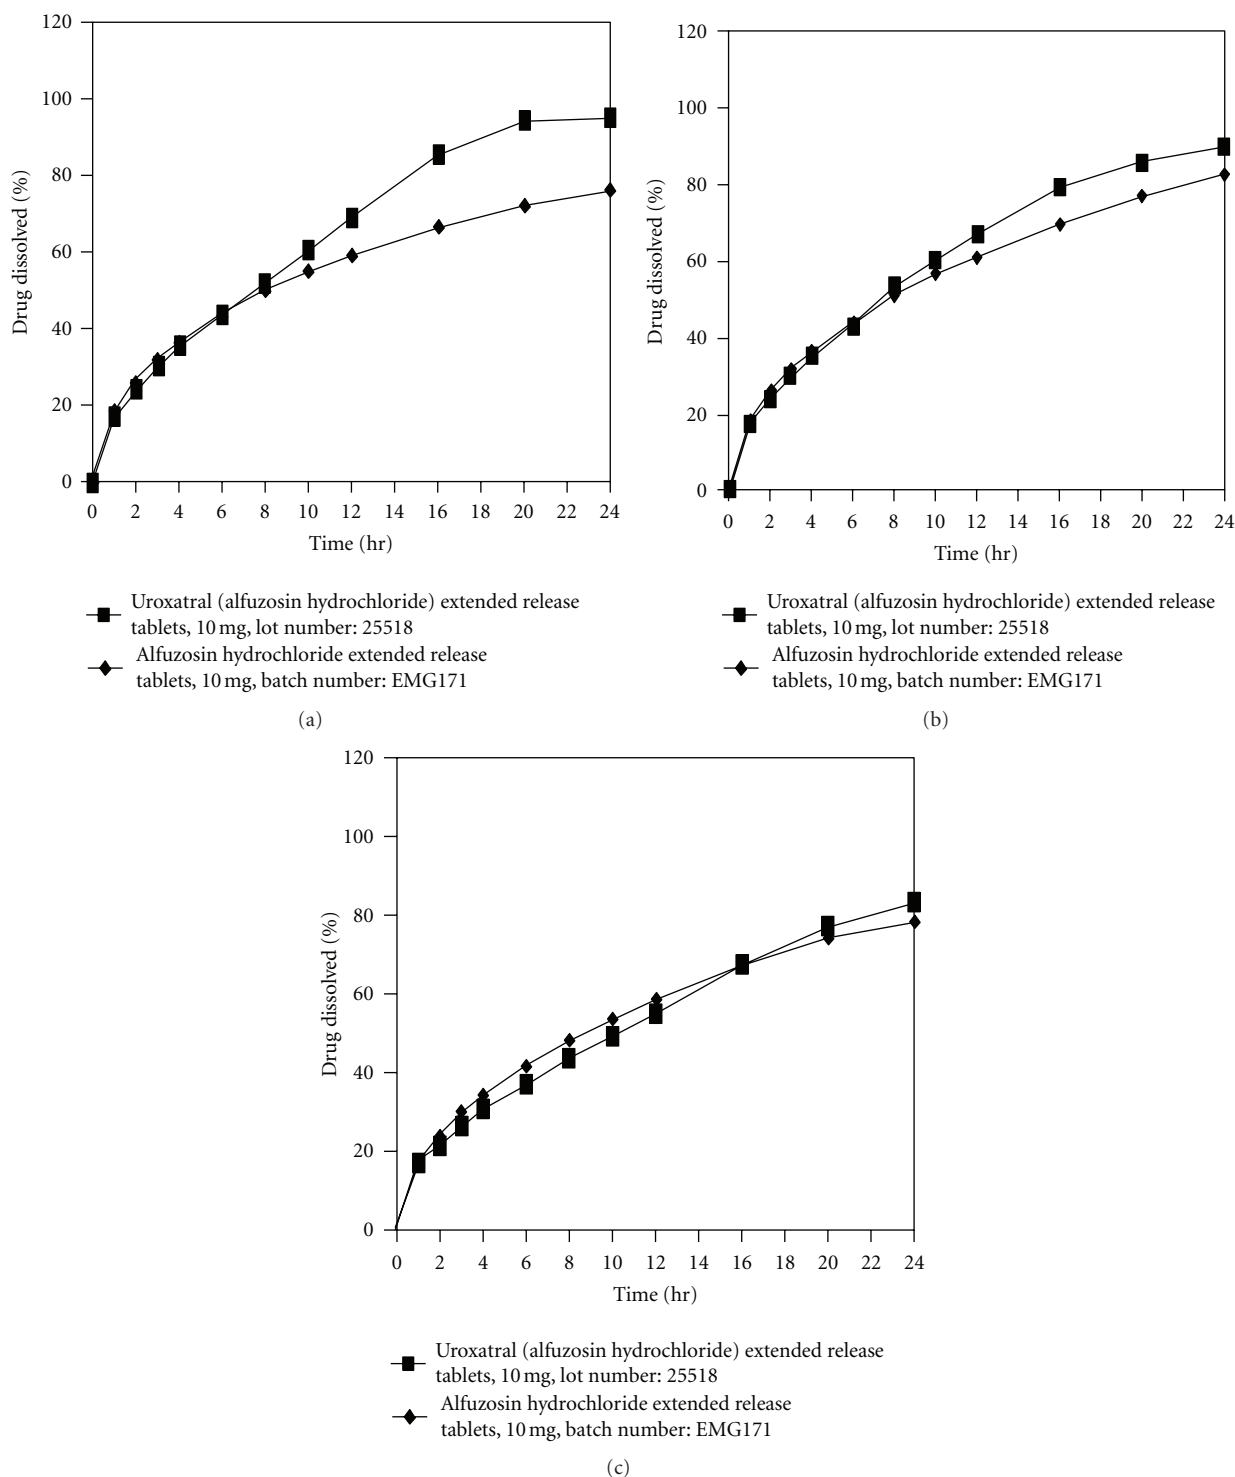 120
100
80
60
40
20
0
Drug dissolved (%)
0 2 4 6 8 10 12 14 16 18 20 22 24
Time (hr)
Uroxatral (alfuzosin hydrochloride) extended release
tablets, 10 mg, lot number: 25518
Alfuzosin hydrochloride extended release
tablets, 10 mg, batch number: EMG171
(a)
120
100
80
60
40
20
0
Drug dissolved (%)
0 2 4 6 8 10 12 14 16 18 20 22 24
Time (hr)
Uroxatral (alfuzosin hydrochloride) extended release
tablets, 10 mg, lot number: 25518
Alfuzosin hydrochloride extended release
tablets, 10 mg, batch number: EMG171
(b)
120
100
80
60
40
20
0
Drug dissolved (%)
0 2 4 6 8 10 12 14 16 18 20 22 24
Time (hr)
Uroxatral (alfuzosin hydrochloride) extended release
tablets, 10 mg, lot number: 25518
Alfuzosin hydrochloride extended release
tablets, 10 mg, batch number: EMG171
(c)